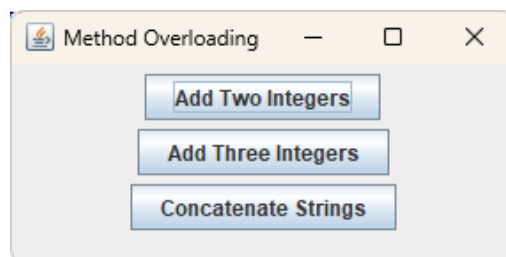 Method Overloading
Add Two Integers
Add Three Integers
Concatenate Strings